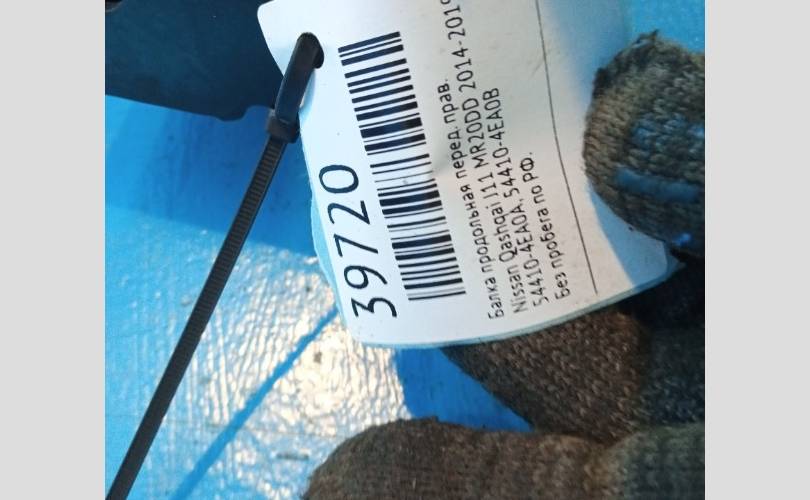 39720
Балка продольная перед. прав.
Nissan Qashqai J11 MR20DD 2014-2019
54410-4EA0A, 54410-4EA0B
Без пробега по РФ.